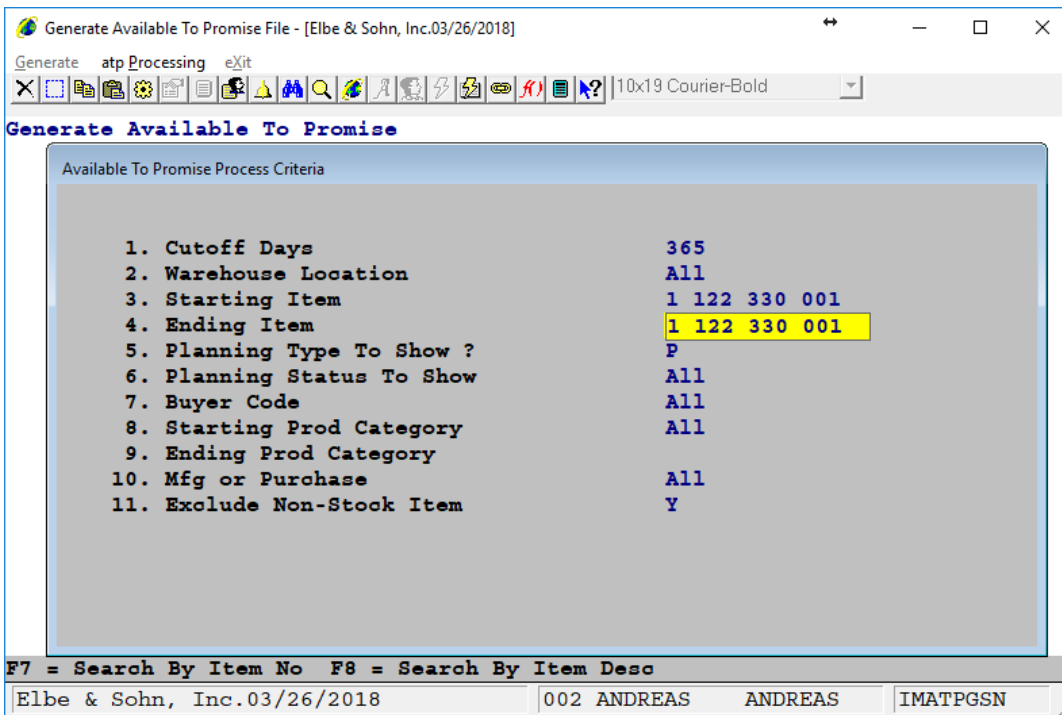 Generate Available To Promise File - [Elbe & Sohn, Inc.03/26/2018]
Generate atp Processing eXit
10x19 Courier-Bold
Generate Available To Promise
Available To Promise Process Criteria
1. Cutoff Days 365
2. Warehouse Location All
3. Starting Item 1 122 330 001
4. Ending Item 1 122 330 001
5. Planning Type To Show ? P
6. Planning Status To Show All
7. Buyer Code All
8. Starting Prod Category All
9. Ending Prod Category
10. Mfg or Purchase All
11. Exclude Non-Stock Item Y
F7 = Search By Item No F8 = Search By Item Desc
Elbe & Sohn, Inc.03/26/2018 002 ANDREAS ANDREAS IMATPGSN